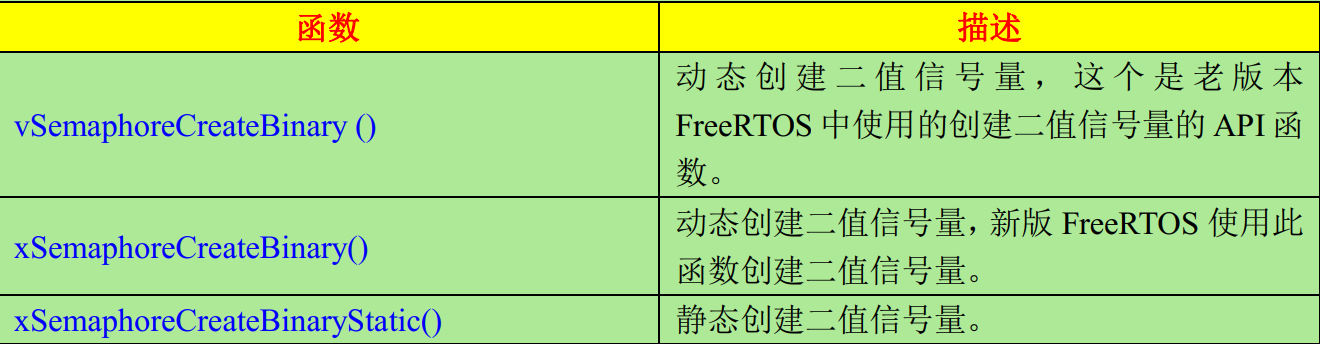 函数
描述
vSemaphoreCreateBinary ()
动态创建二值信号量，这个是老版本
FreeRTOS 中使用的创建二值信号量的 API 函
数。
xSemaphoreCreateBinary()
动态创建二值信号量，新版 FreeRTOS 使用此
函数创建二值信号量。
xSemaphoreCreateBinaryStatic()
静态创建二值信号量。